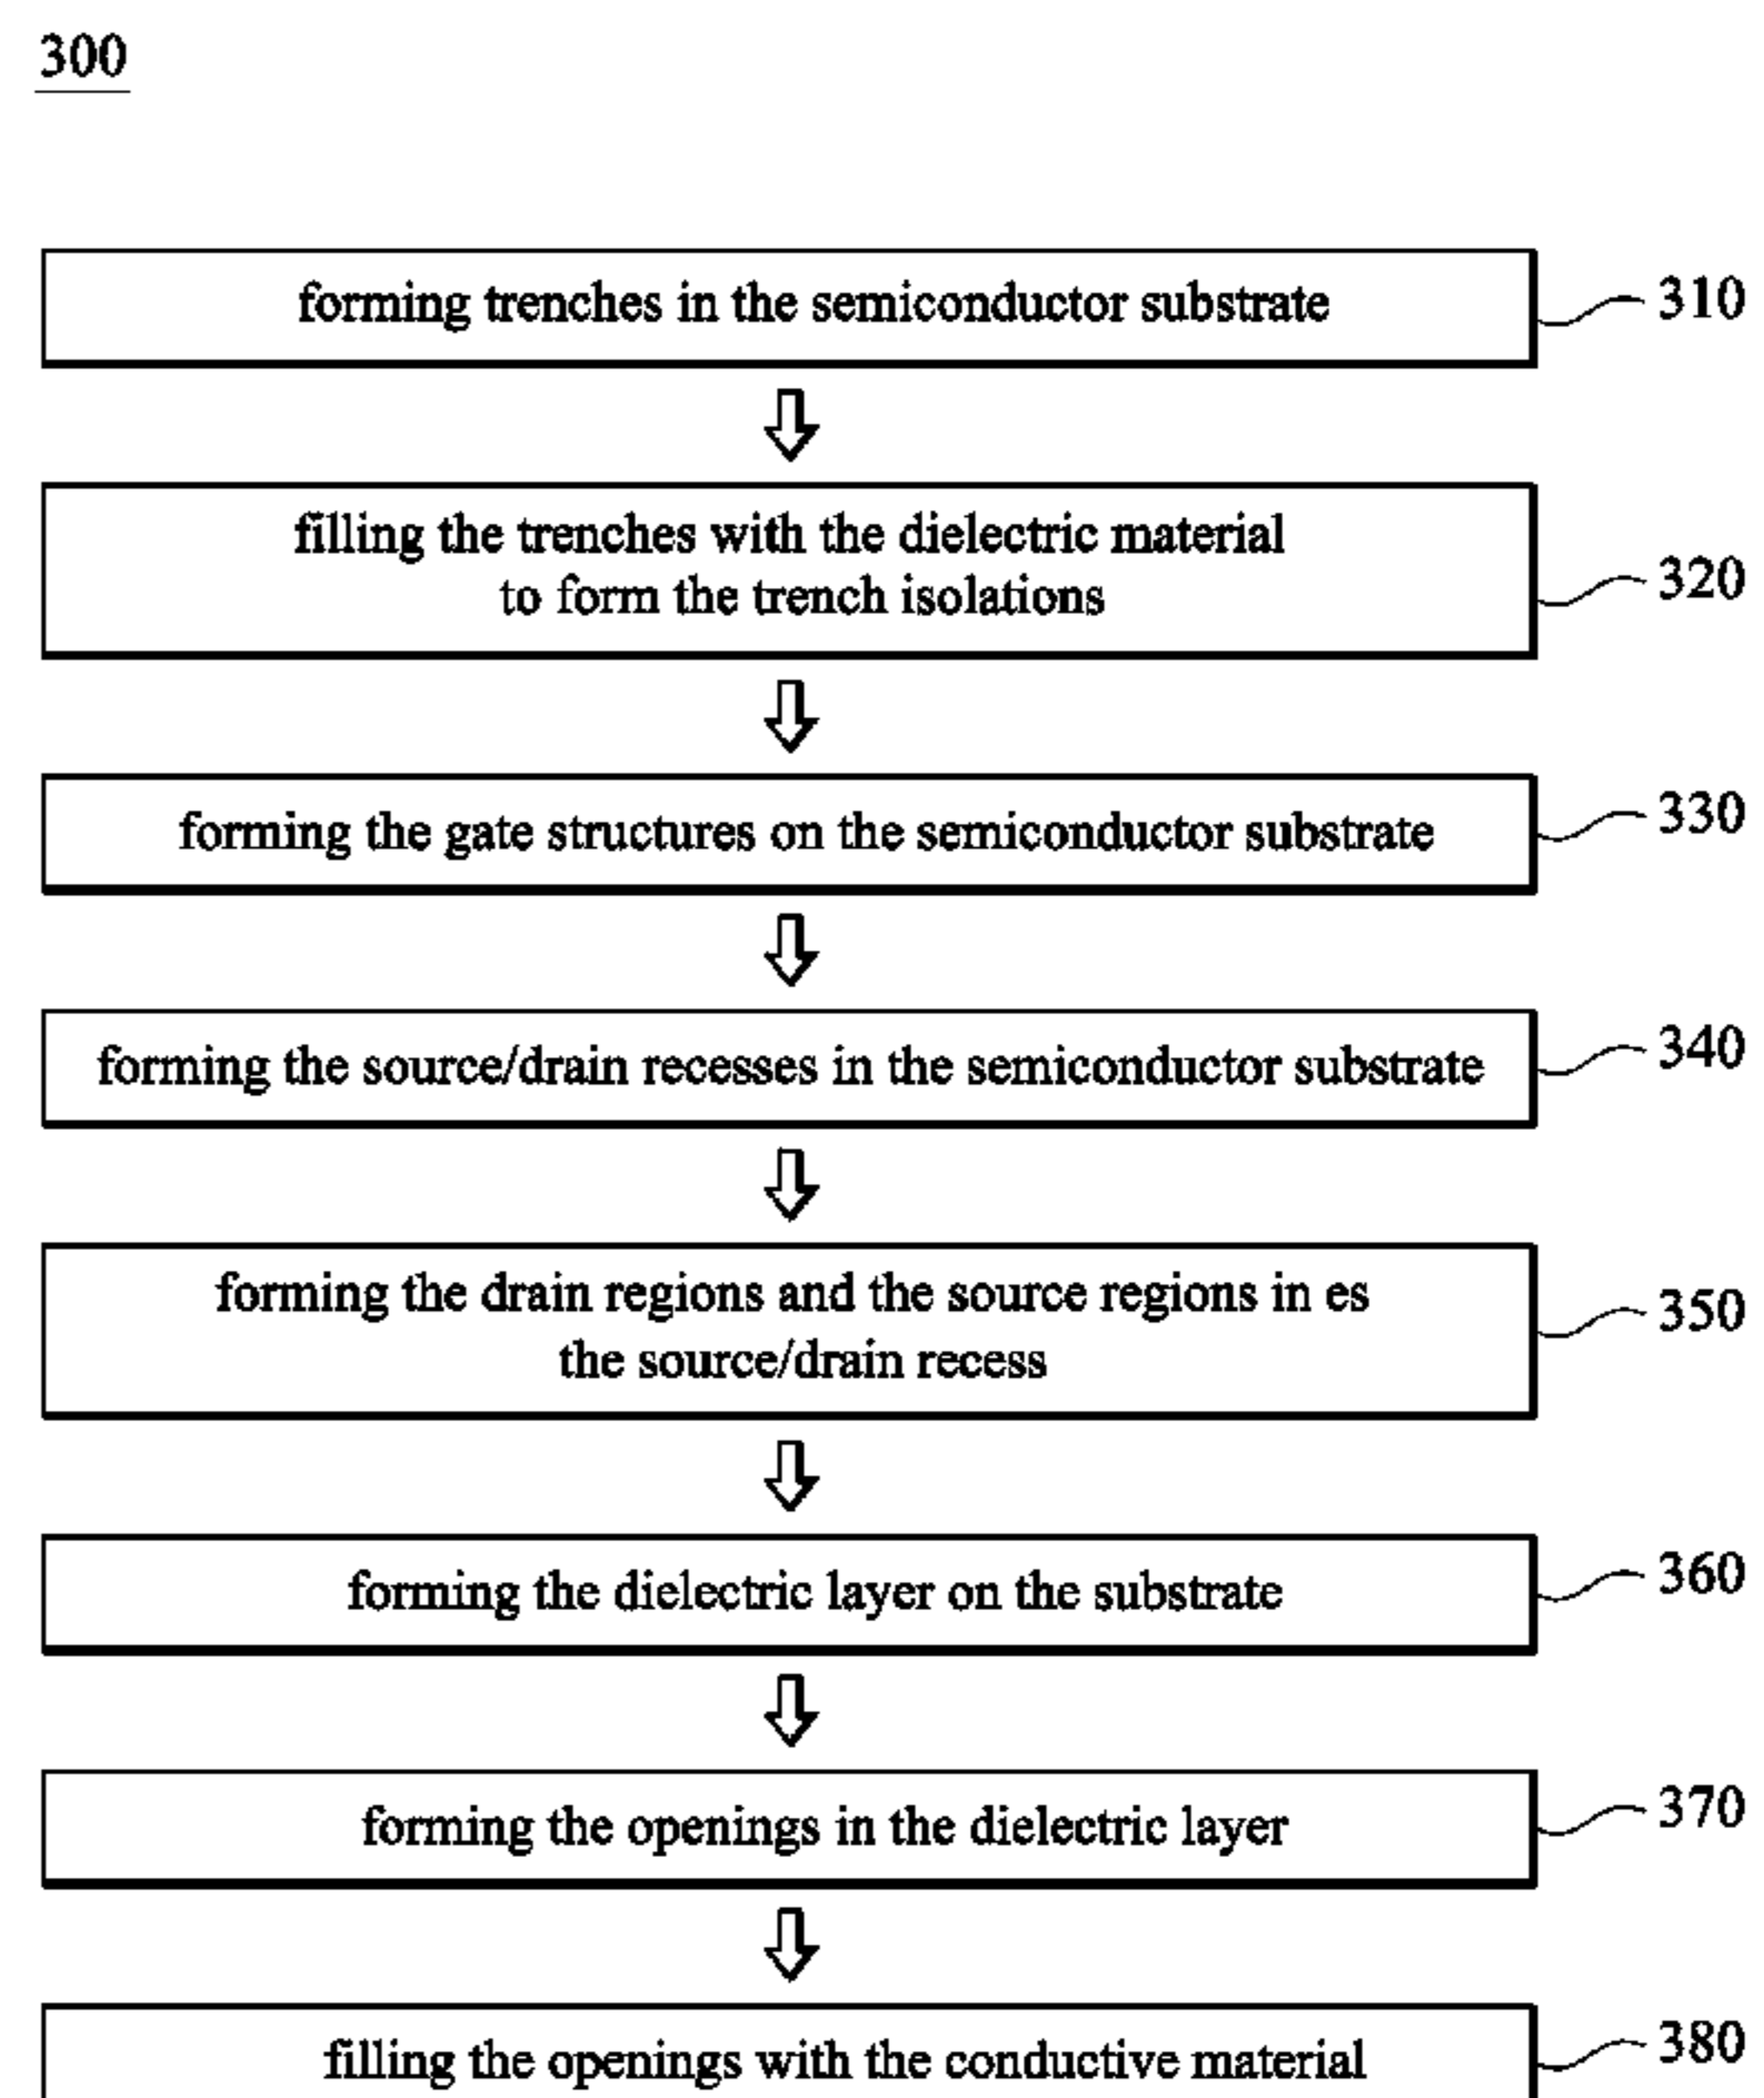 300
forming trenches in the semiconductor substrate
310
filling the trenches with the dielectric material
to form the trench isolations
320
forming the gate structures on the semiconductor substrate
330
forming the source/drain recesses in the semiconductor substrate
340
forming the drain regions and the source regions in es
the source/drain recess
350
forming the dielectric layer on the substrate
360
forming the openings in the dielectric layer
370
filling the openings with the conductive material
380